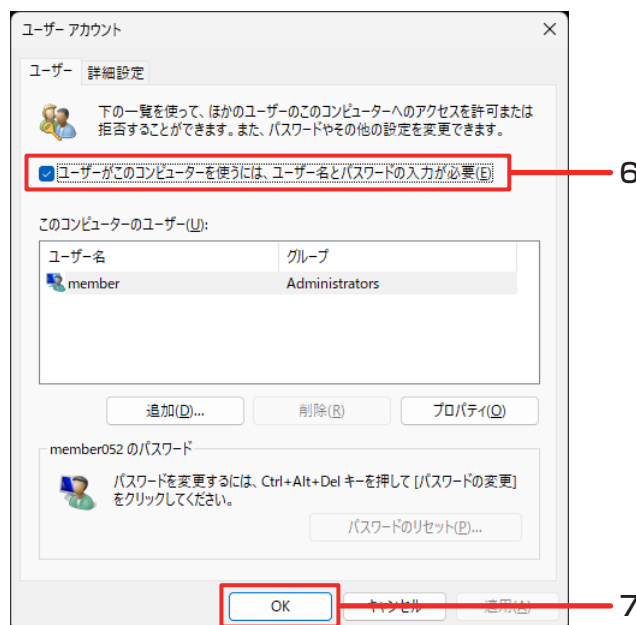 ユーザー アカウント
ユーザー 詳細設定
下の一覧を使って、ほかのユーザーのこのコンピューターへのアクセスを許可または
拒否することができます。また、パスワードやその他の設定を変更できます。
ユーザーがこのコンピューターを使うには、ユーザー名とパスワードの入力が必要(E)
6
このコンピューターのユーザー(U):
ユーザー名 グループ
member Administrators
追加(D)... 削除(R) プロパティ(O)
member052 のパスワード
パスワードを変更するには、Ctrl+Alt+Del キーを押して [パスワードの変更]
をクリックしてください。
パスワードのリセット(P)...
OK キャンセル 適用(A)
7